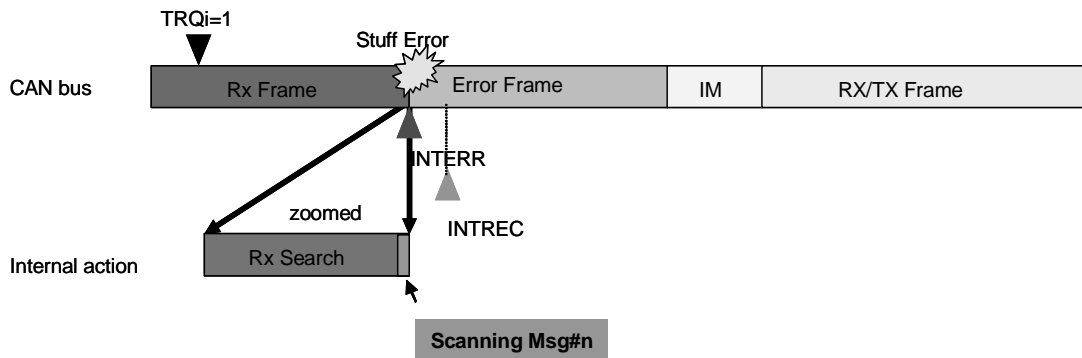 TRQi=1
Stuff Error
CAN bus
Rx Frame
Error Frame
IM
RX/TX Frame
INTERR
zoomed
INTREC
Internal action
Rx Search
Scanning Msg#n